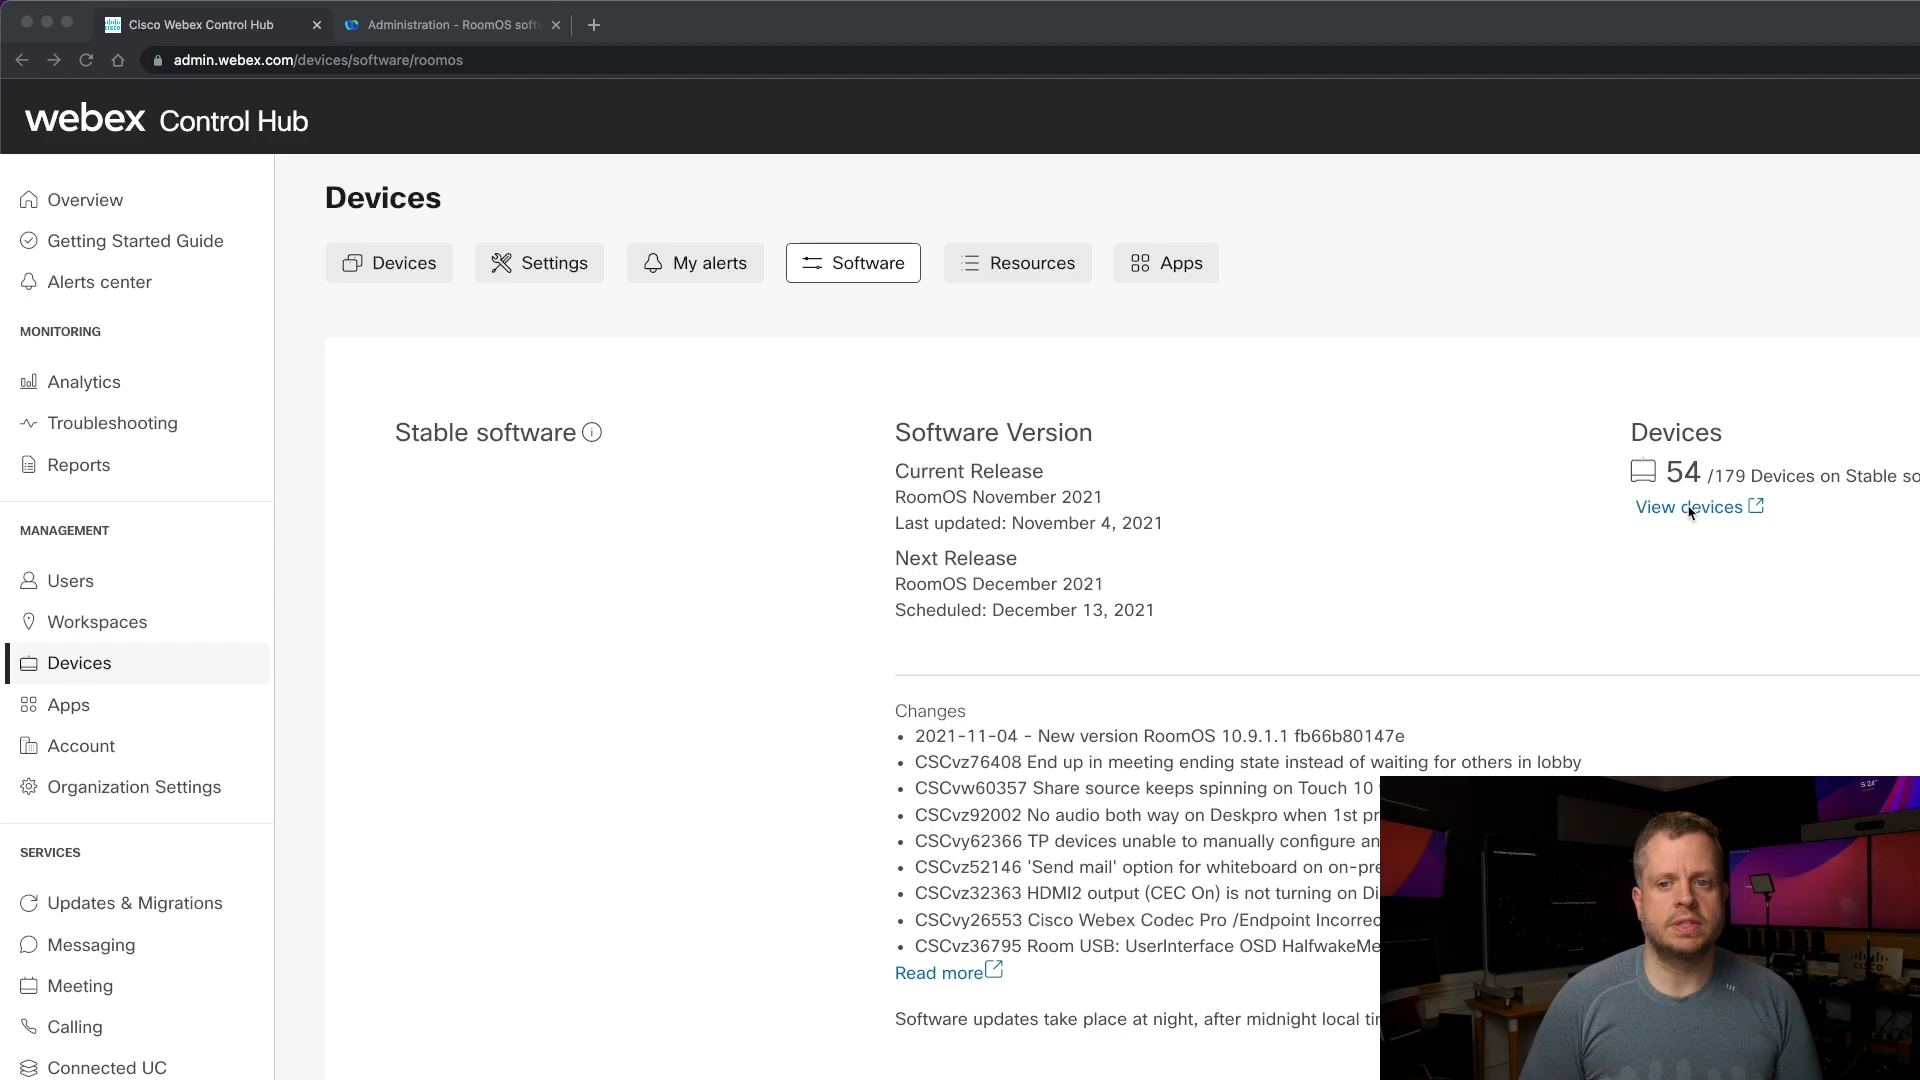 Cisco Webex Control Hub
Administration - RoomOS softw
admin.webex.com/devices/software/roomos
webex Control Hub
Overview
Getting Started Guide
Alerts center
MONITORING
Analytics
Troubleshooting
Reports
MANAGEMENT
Users
Workspaces
Devices
Apps
Account
Organization Settings
SERVICES
Updates & Migrations
Messaging
Meeting
Calling
Connected UC
Devices
Devices
Settings
My alerts
Software
Resources
Apps
Stable software
Software Version
Current Release
RoomOS November 2021
Last updated: November 4, 2021
Next Release
RoomOS December 2021
Scheduled: December 13, 2021
Devices
54 /179 Devices on Stable so
View devices
Changes
• 2021-11-04 - New version RoomOS 10.9.1.1 fb66b80147e
• CSCvz76408 End up in meeting ending state instead of waiting for others in lobby
• CSCvw60357 Share source keeps spinning on Touch 10
• CSCvz92002 No audio both way on Deskpro when 1st pr
• CSCvy62366 TP devices unable to manually configure an
• CSCvz52146 'Send mail' option for whiteboard on on-pre
• CSCvz32363 HDMI2 output (CEC On) is not turning on Di
• CSCvy26553 Cisco Webex Codec Pro /Endpoint Incorrec
• CSCvz36795 Room USB: UserInterface OSD HalfwakeMe
Read more
Software updates take place at night, after midnight local tir
5:24
CISCO